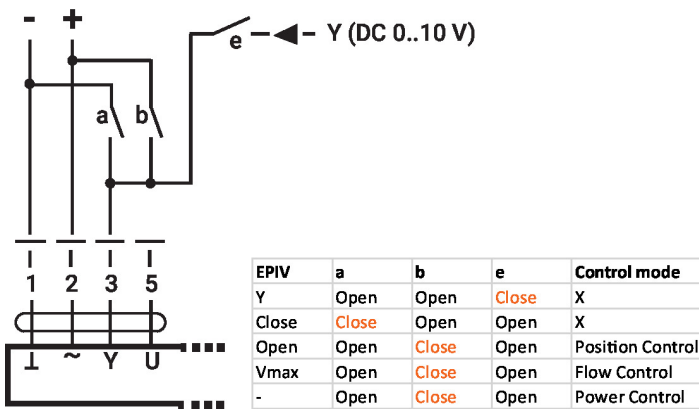 - +
e Y (DC 0..10 V)
a b
1 2 3 5
⊥ ~ Y U
EPIV a b e Control mode
Y Open Open Close X
Close Close Open Open X
Open Open Close Open Position Control
Vmax Open Close Open Flow Control
- Open Close Open Power Control